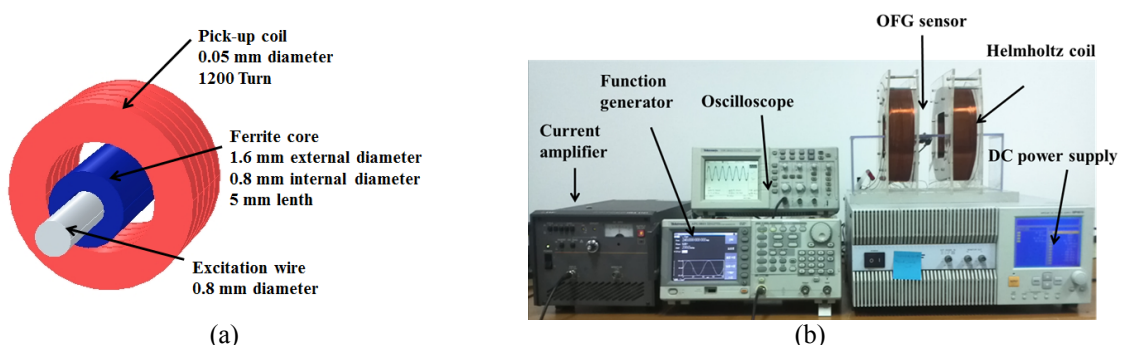 Pick-up coil
0.05 mm diameter
1200 Turn
Ferrite core
1.6 mm external diameter
0.8 mm internal diameter
5 mm lenth
Excitation wire
0.8 mm diameter
(a)
OFG sensor
Helmholtz coil
Function
generator
Oscilloscope
Current
amplifier
DC power supply
(b)